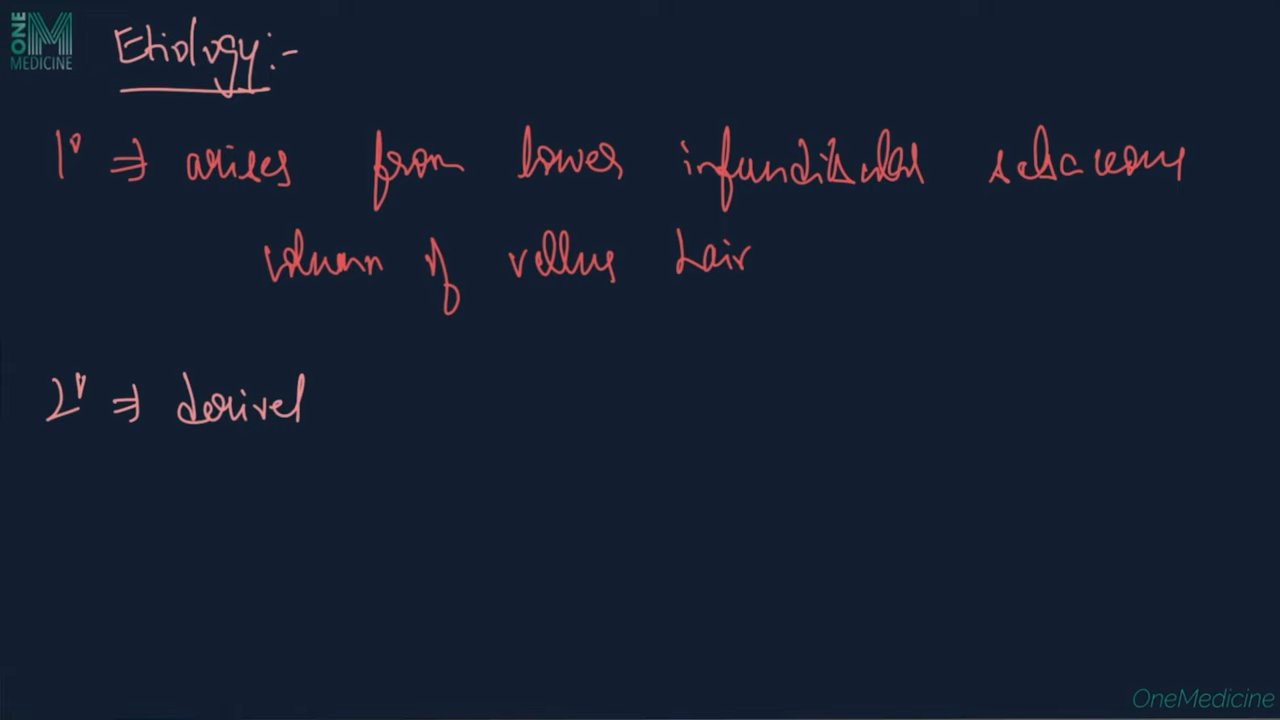 ONE
MEDICINE
Etiology:-
1° ⇒ arises from lower infundibular sebaceous
column of vellus hair
2° ⇒ derived
OneMedicine